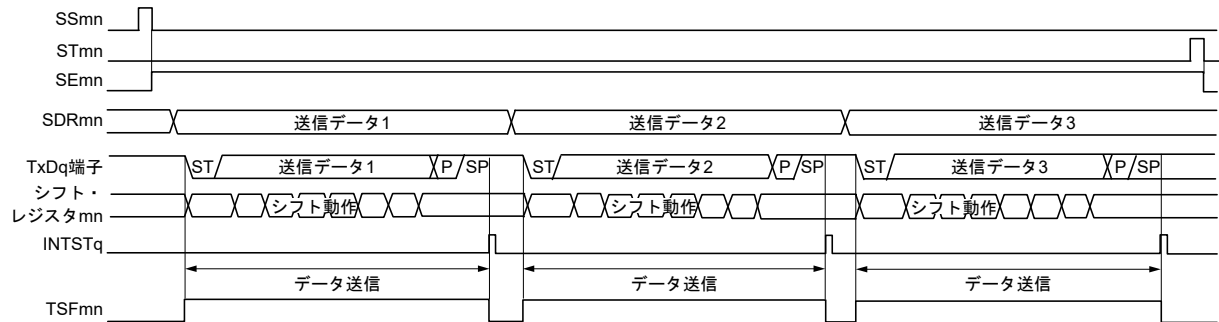 SSmn
STmn
SEmn
SDRmn 送信データ1 送信データ2 送信データ3
TxDq端子 ST 送信データ1 P SP ST 送信データ2 P SP ST 送信データ3 P SP
シフト・
レジスタmn シフト動作 シフト動作 シフト動作
INTSTq
データ送信 データ送信 データ送信
TSFmn